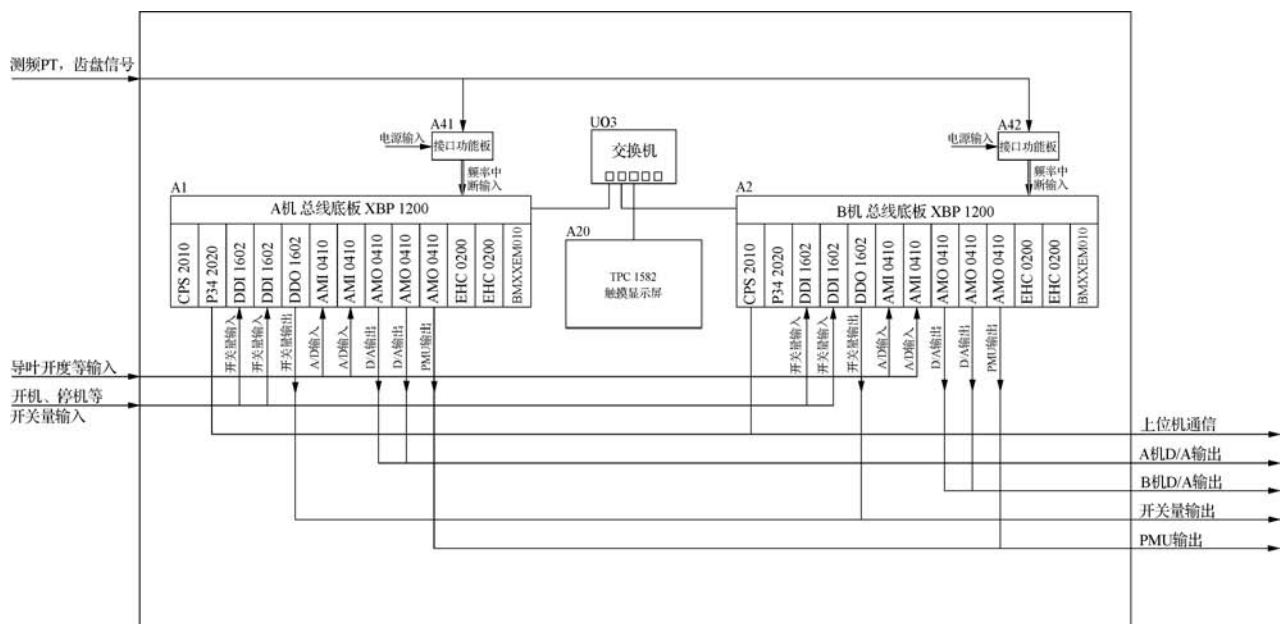 测频PT，齿盘信号
A41
电源输入
接口功能板
频率中
断输入
UO3
交换机
A42
电源输入
接口功能板
频率中
断输入
A1
A机 总线底板 XBP 1200
CPS 2010
P34 2020
DDI 1602
DDI 1602
DDO 1602
AMI 0410
AMI 0410
AMO 0410
AMO 0410
AMO 0410
EHC 0200
EHC 0200
BMXXEM010
A20
TPC 1582
触摸显示屏
A2
B机 总线底板 XBP 1200
CPS 2010
P34 2020
DDI 1602
DDI 1602
DDO 1602
AMI 0410
AMI 0410
AMO 0410
AMO 0410
AMO 0410
EHC 0200
EHC 0200
BMXXEM010
开关量输入
开关量输入
开关量输出
A/D输入
A/D输入
D/A输出
D/A输出
PMU输出
开关量输入
开关量输入
开关量输出
A/D输入
A/D输入
D/A输出
D/A输出
PMU输出
导叶开度等输入
开机、停机等
开关量输入
上位机通信
A机D/A输出
B机D/A输出
开关量输出
PMU输出